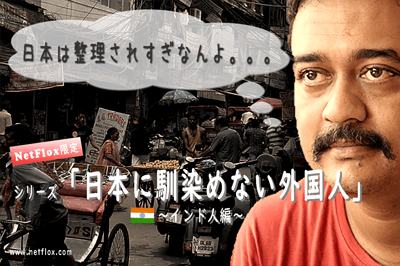 日本は整理されすぎなんよ。。。
NetFlox限定
シリーズ「日本に馴染めない外国人」
～インド人編～
www.netflox.com